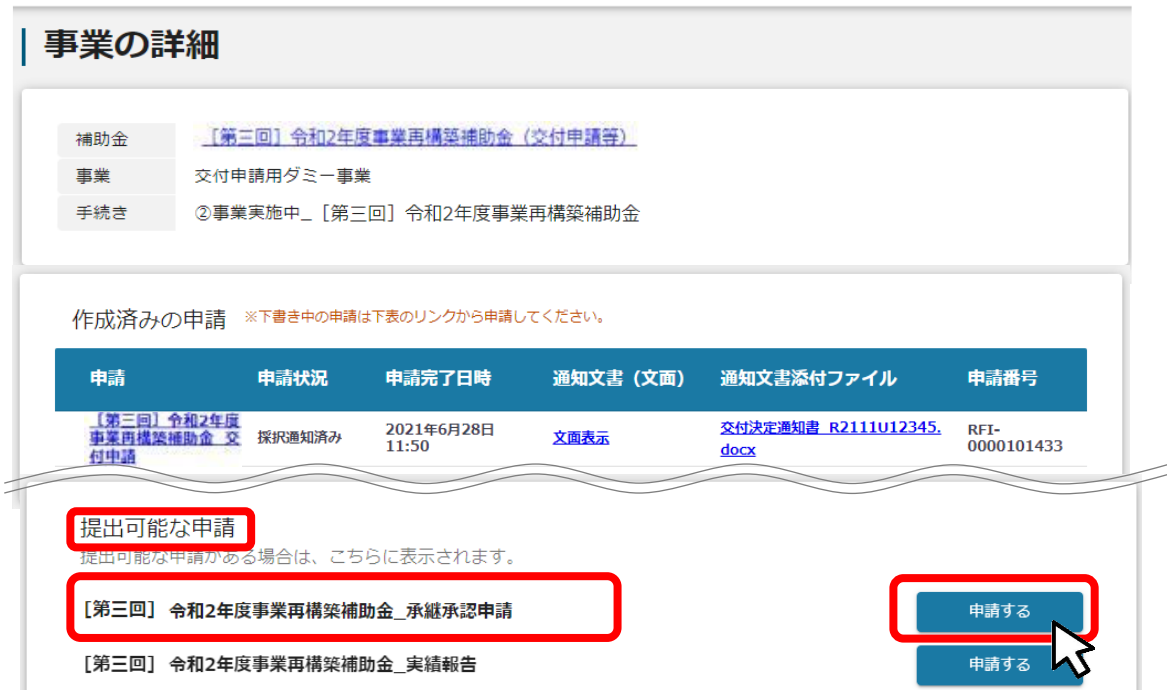 事業の詳細
補助金 [第三回] 令和2年度事業再構築補助金（交付申請等）
事業 交付申請用ダミー事業
手続き ②事業実施中_［第三回］令和2年度事業再構築補助金
作成済みの申請 ※下書き中の申請は下表のリンクから申請してください。
申請 申請状況 申請完了日時 通知文書（文面） 通知文書添付ファイル 申請番号
[第三回] 令和2年度
事業再構築補助金_交
付申請
採択通知済み
2021年6月28日
11:50
文面表示
交付決定通知書_R2111U12345.
docx
RFI-
0000101433
提出可能な申請
提出可能な申請がある場合は、こちらに表示されます。
［第三回］ 令和2年度事業再構築補助金_承継承認申請 申請する
［第三回］ 令和2年度事業再構築補助金_実績報告 申請する